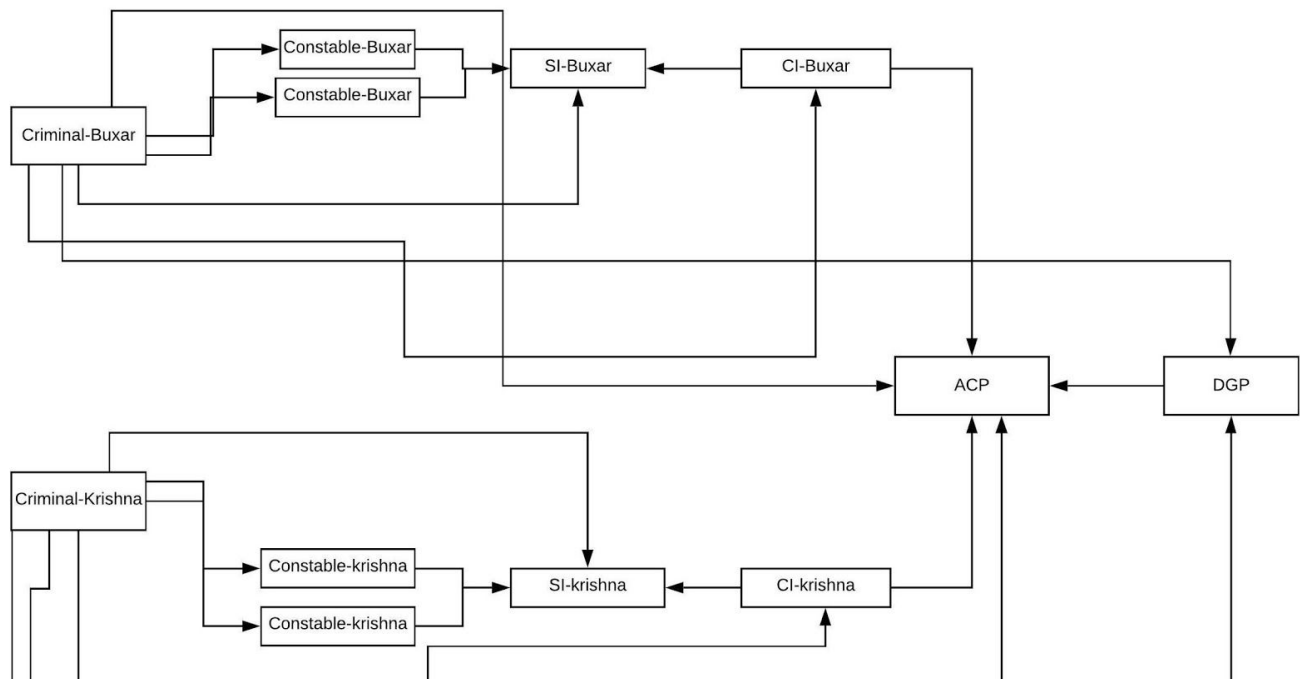 Constable-Buxar
SI-Buxar
CI-Buxar
Constable-Buxar
Criminal-Buxar
ACP
DGP
Criminal-Krishna
Constable-krishna
SI-krishna
CI-krishna
Constable-krishna